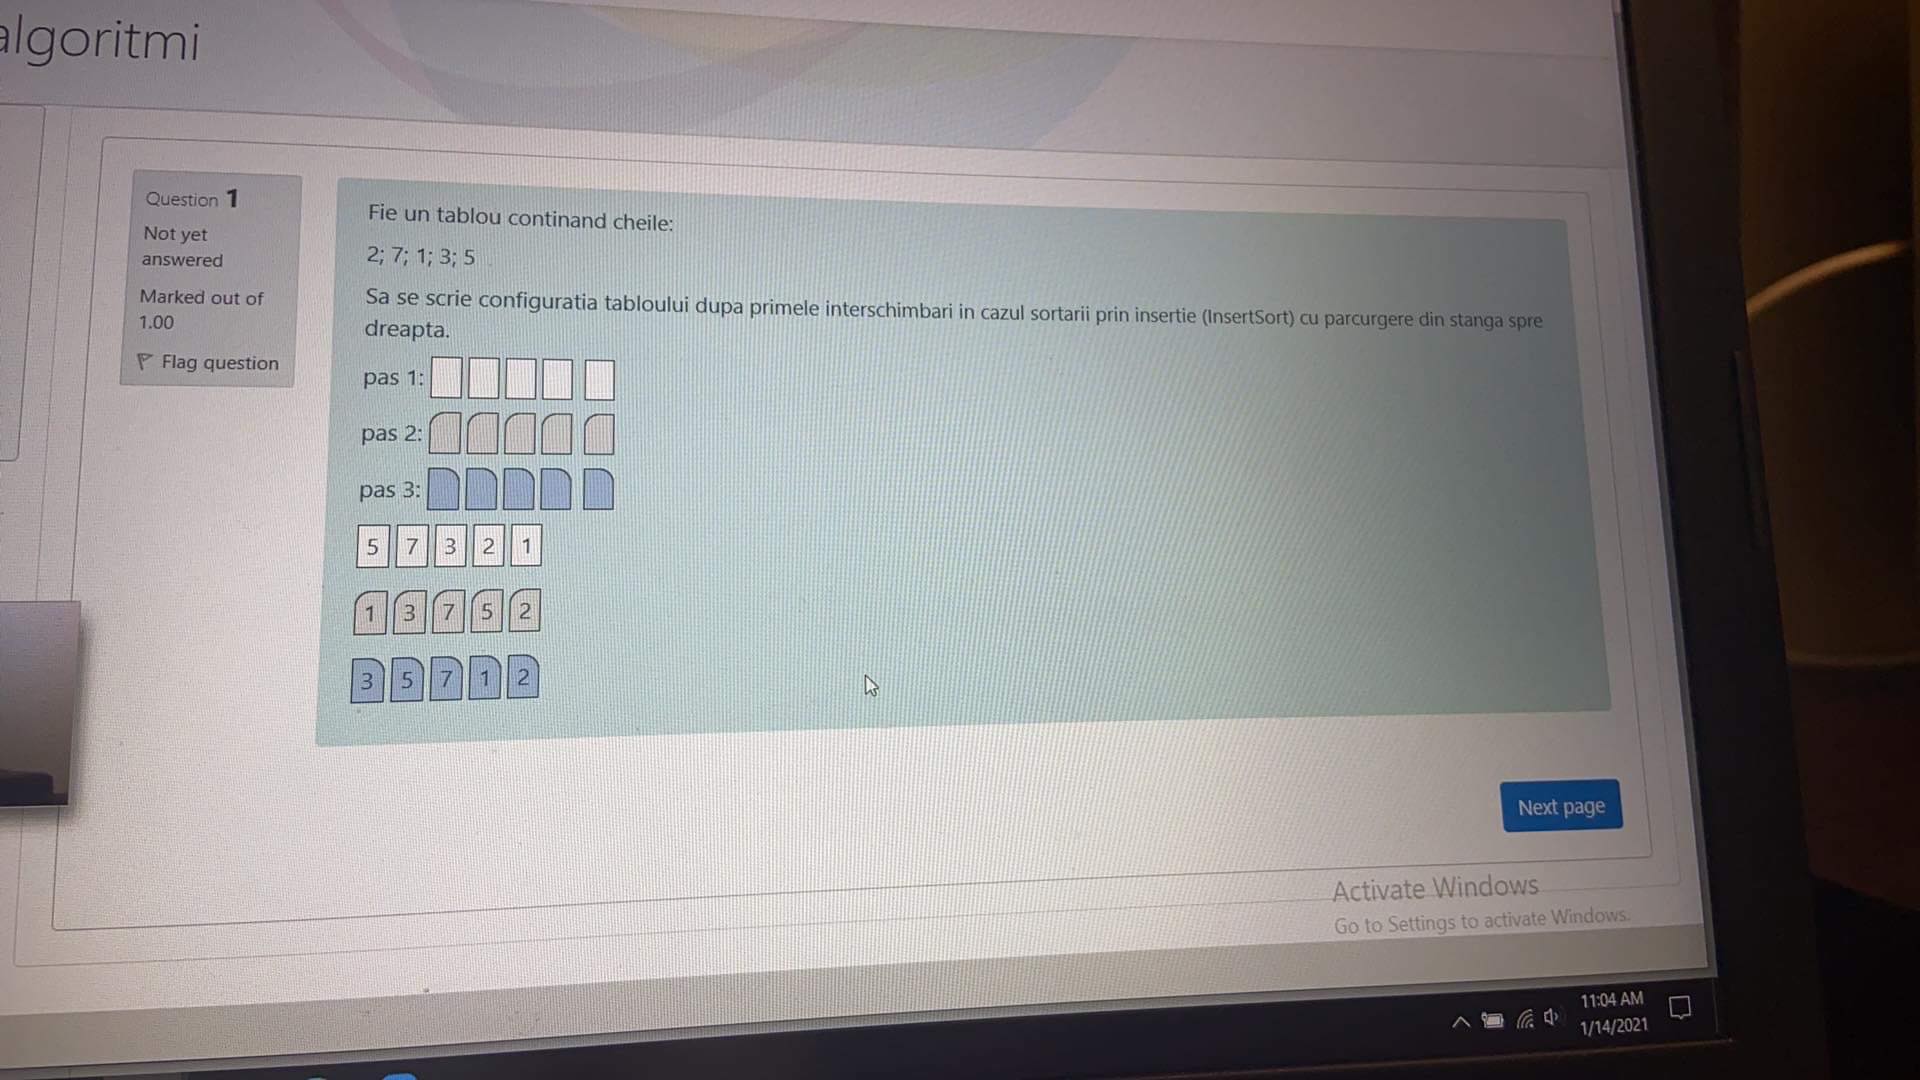 algoritmi
Question 1
Not yet
answered
Marked out of
1.00
Flag question
Fie un tablou continand cheile:
2; 7; 1; 3; 5
Sa se scrie configuratia tabloului dupa primele interschimbari in cazul sortarii prin insertie (InsertSort) cu parcurgere din stanga spre
dreapta.
pas 1:
pas 2:
pas 3:
5 7 3 2 1
1 3 7 5 2
3 5 7 1 2
Next page
Activate Windows
Go to Settings to activate Windows.
11:04 AM
1/14/2021